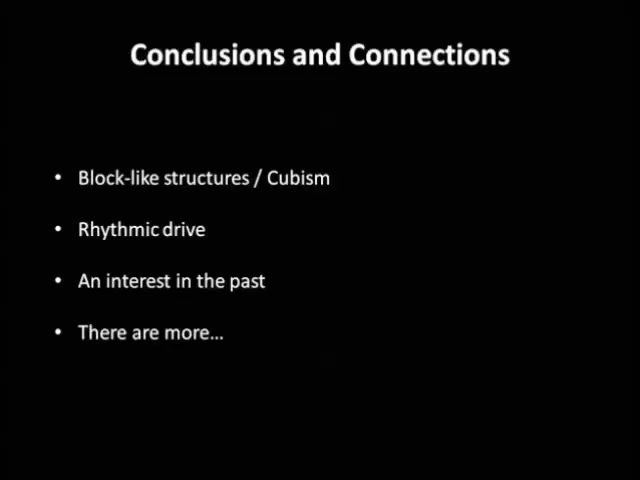 Conclusions and Connections
• Block-like structures / Cubism
• Rhythmic drive
• An interest in the past
• There are more...